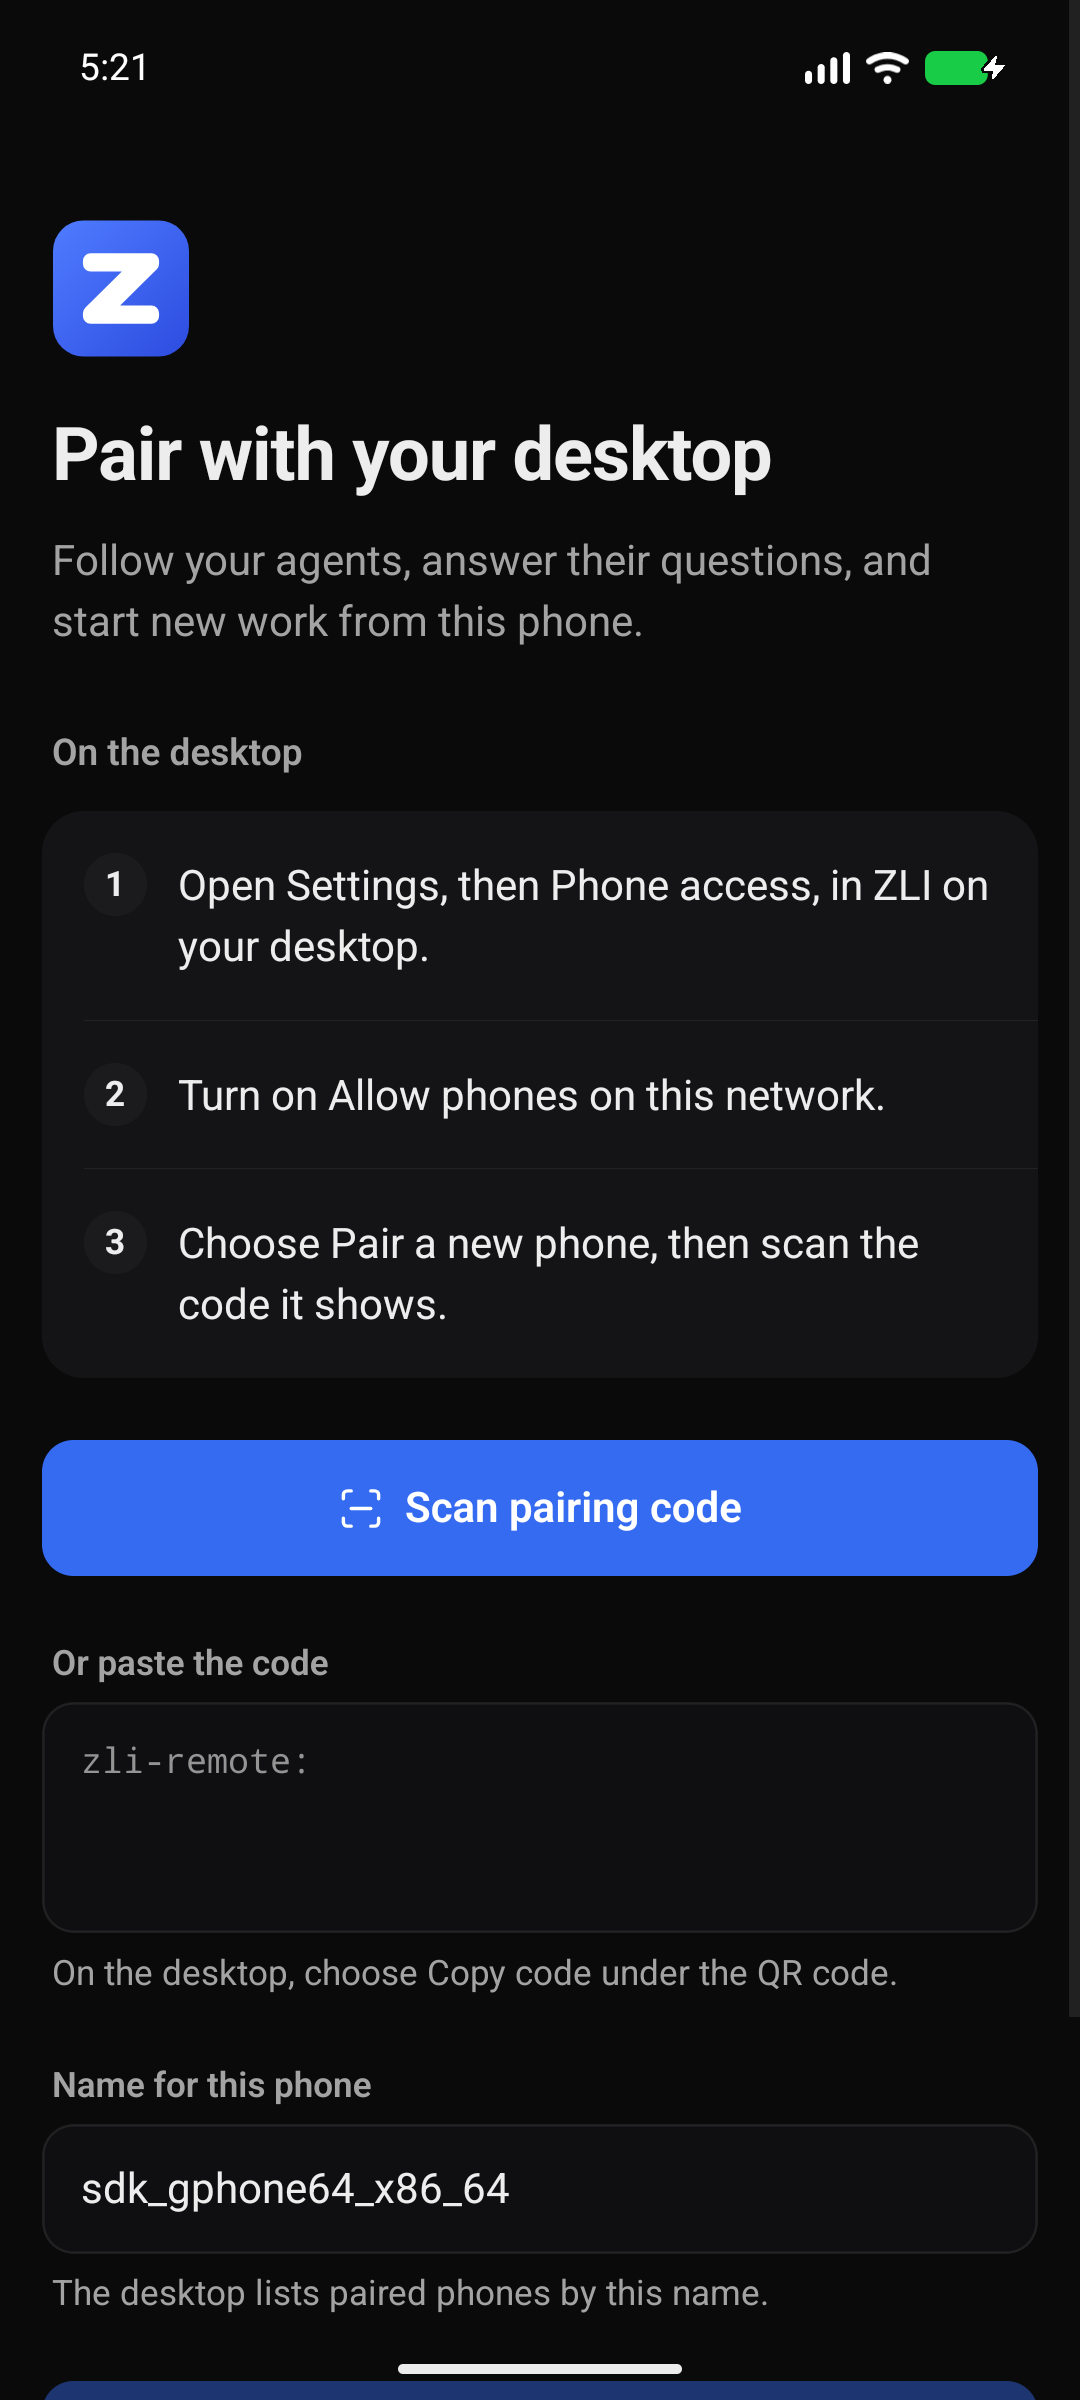 5:21
Z
Pair with your desktop
Follow your agents, answer their questions, and
start new work from this phone.
On the desktop
1 Open Settings, then Phone access, in ZLI on
your desktop.
2 Turn on Allow phones on this network.
3 Choose Pair a new phone, then scan the
code it shows.
Scan pairing code
Or paste the code
zli-remote:
On the desktop, choose Copy code under the QR code.
Name for this phone
sdk_gphone64_x86_64
The desktop lists paired phones by this name.